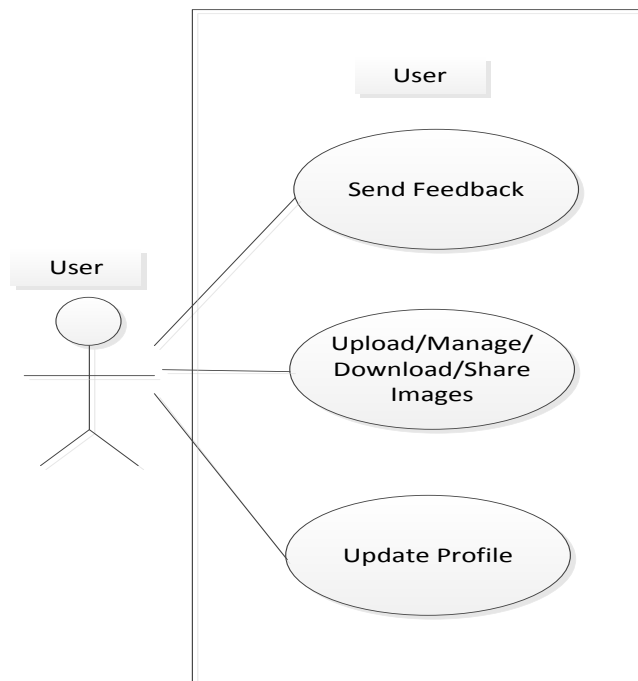 User
Send Feedback
User
Upload/Manage/
Download/Share
Images
Update Profile